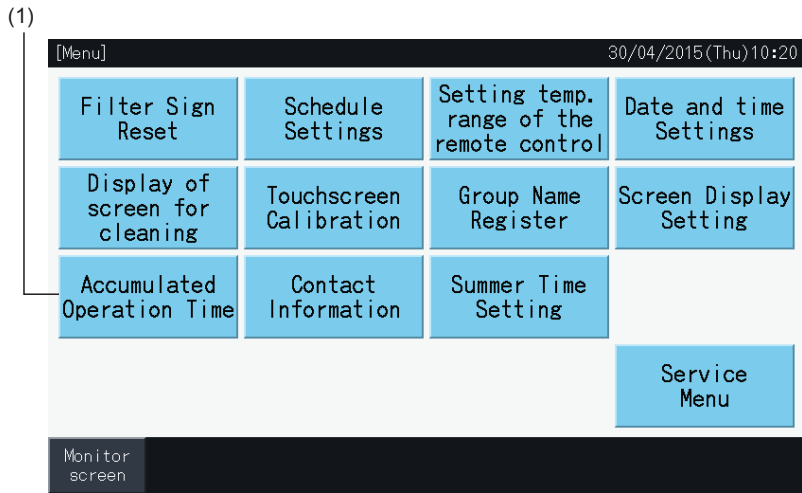 (1)
[Menu] 30/04/2015(Thu)10:20
Filter Sign
Reset
Schedule
Settings
Setting temp.
range of the
remote control
Date and time
Settings
Display of
screen for
cleaning
Touchscreen
Calibration
Group Name
Register
Screen Display
Setting
Accumulated
Operation Time
Contact
Information
Summer Time
Setting
Service
Menu
Monitor
screen